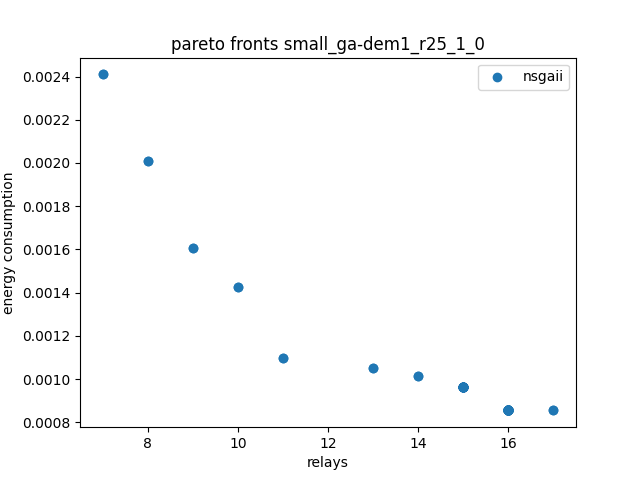 pareto fronts small_ga-dem1_r25_1_0
nsgaii
energy consumption
0.0024
0.0022
0.0020
0.0018
0.0016
0.0014
0.0012
0.0010
0.0008
8 10 12 14 16
relays